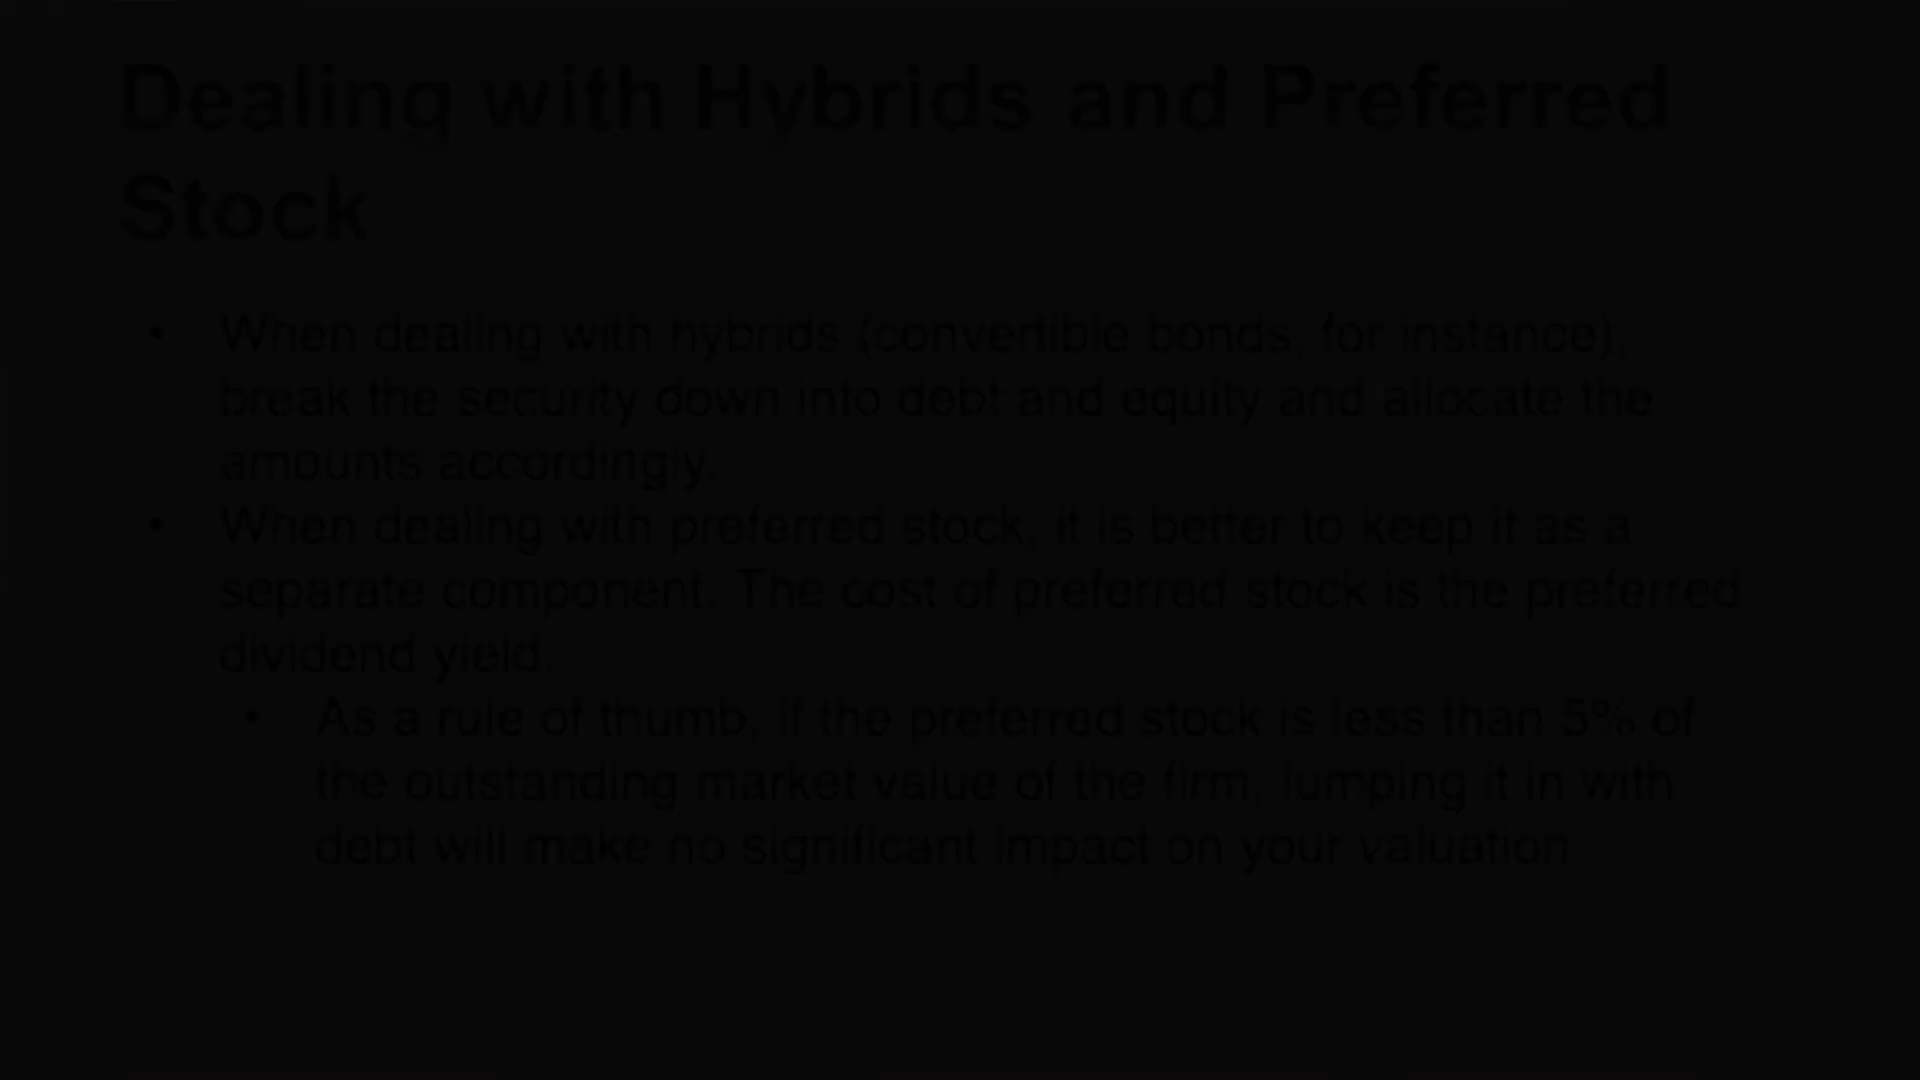 Dealing with Hybrids and Preferred
Stock
• When dealing with hybrids (convertible bonds, for instance),
break the security down into debt and equity and allocate the
amounts accordingly.
• When dealing with preferred stock, it is better to keep it as a
separate component. The cost of preferred stock is the preferred
dividend yield.
• As a rule of thumb, if the preferred stock is less than 5% of
the outstanding market value of the firm, lumping it in with
debt will make no significant impact on your valuation